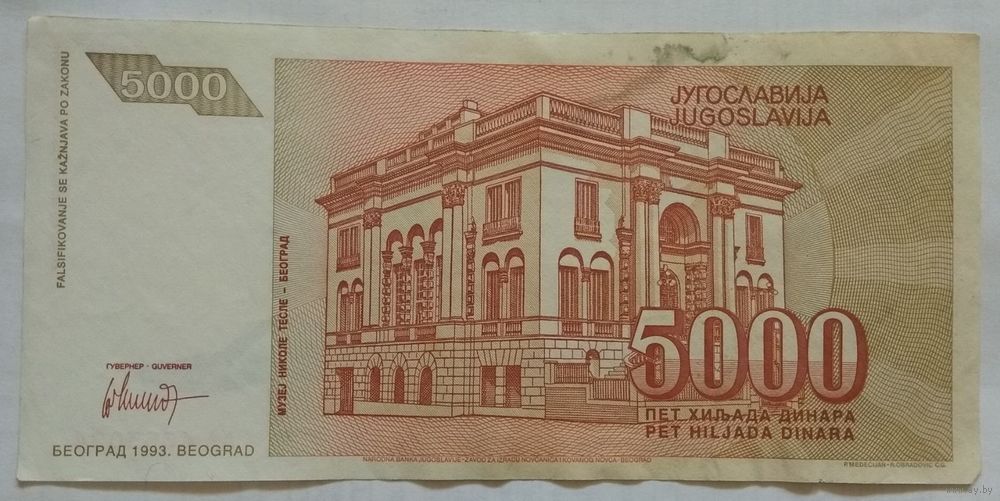 FALSIFIKOVANJE SE KAŽNJAVA PO ZAKONU
5000
ЈУГОСЛАВИЈА
JUGOSLAVIJA
МУЗЕЈ НИКОЛЕ ТЕСЛЕ – БЕОГРАД
ГУВЕРНЕР · GUVERNER
БЕОГРАД 1993. BEOGRAD
5000
ПЕТ ХИЉАДА ДИНАРА
PET HILJADA DINARA
NARODNA BANKA JUGOSLAVIJE - ZAVOD ZA IZRADU NOVČANICA I KOVANOG NOVCA - BEOGRAD
P.MEDECIJAN - R.OBRADOVIĆ C.G.